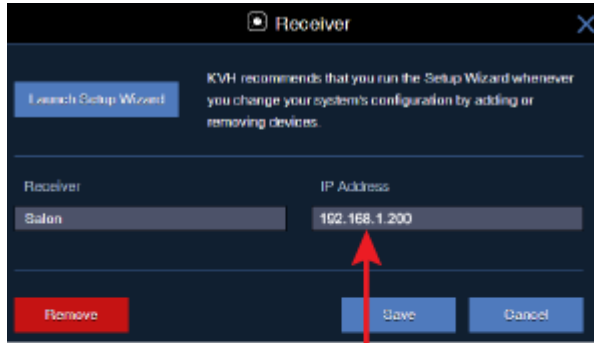 Receiver
KVH recommends that you run the Setup Wizard whenever
Launch Setup Wizard
you change your system's configuration by adding or
removing devices.
Receiver
IP Address
Salon
192.168.1.200
Remove
Save
Cancel